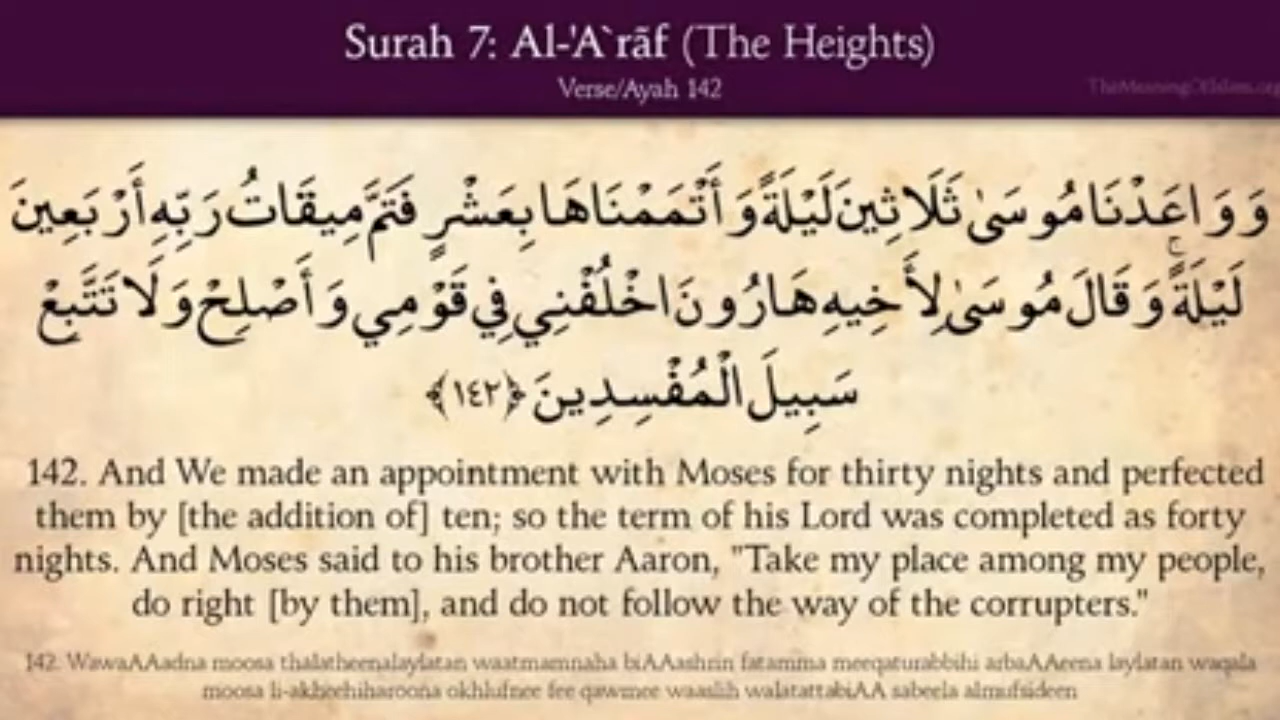 Surah 7: Al-'A`rāf (The Heights)
Verse/Ayah 142
TheMeaningOfIslam.org
وَوَاعَدْنَا مُوسَىٰ ثَلَاثِينَ لَيْلَةً وَأَتْمَمْنَاهَا بِعَشْرٍ فَتَمَّ مِيقَاتُ رَبِّهِ أَرْبَعِينَ
لَيْلَةً ۚ وَقَالَ مُوسَىٰ لِأَخِيهِ هَارُونَ اخْلُفْنِي فِي قَوْمِي وَأَصْلِحْ وَلَا تَتَّبِعْ
سَبِيلَ الْمُفْسِدِينَ ﴿١٤٢﴾
142. And We made an appointment with Moses for thirty nights and perfected
them by [the addition of] ten; so the term of his Lord was completed as forty
nights. And Moses said to his brother Aaron, "Take my place among my people,
do right [by them], and do not follow the way of the corrupters."
142. WawaAAadna moosa thalatheenalaylatan waatmamnaha biAAashrin fatamma meeqaturabbihi arbaAAeena laylatan waqala
moosa li-akheehiharoona okhlufnee fee qawmee waaslih walatattabiAA sabeela almufsideen